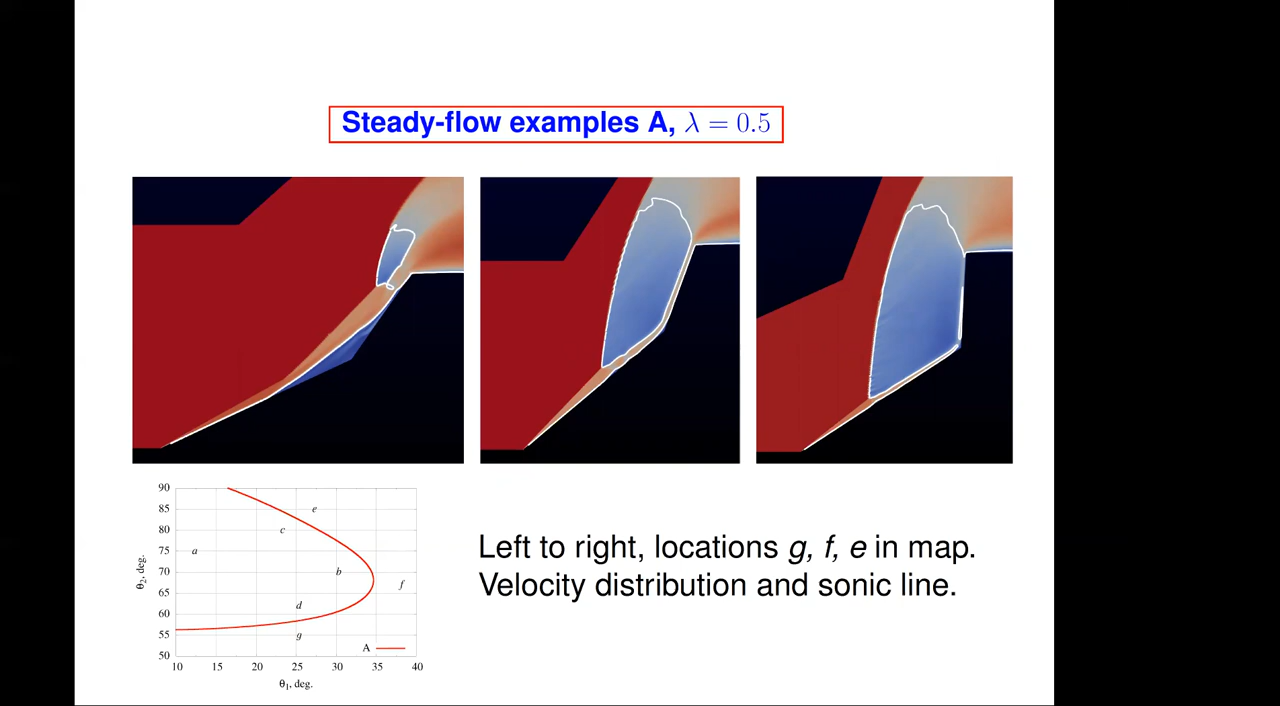 Steady-flow examples A, λ = 0.5
90
85
80
75
70
65
60
55
50
θ2, deg.
e
c
a
b
f
d
g
A
10 15 20 25 30 35 40
θ1, deg.
Left to right, locations g, f, e in map.
Velocity distribution and sonic line.